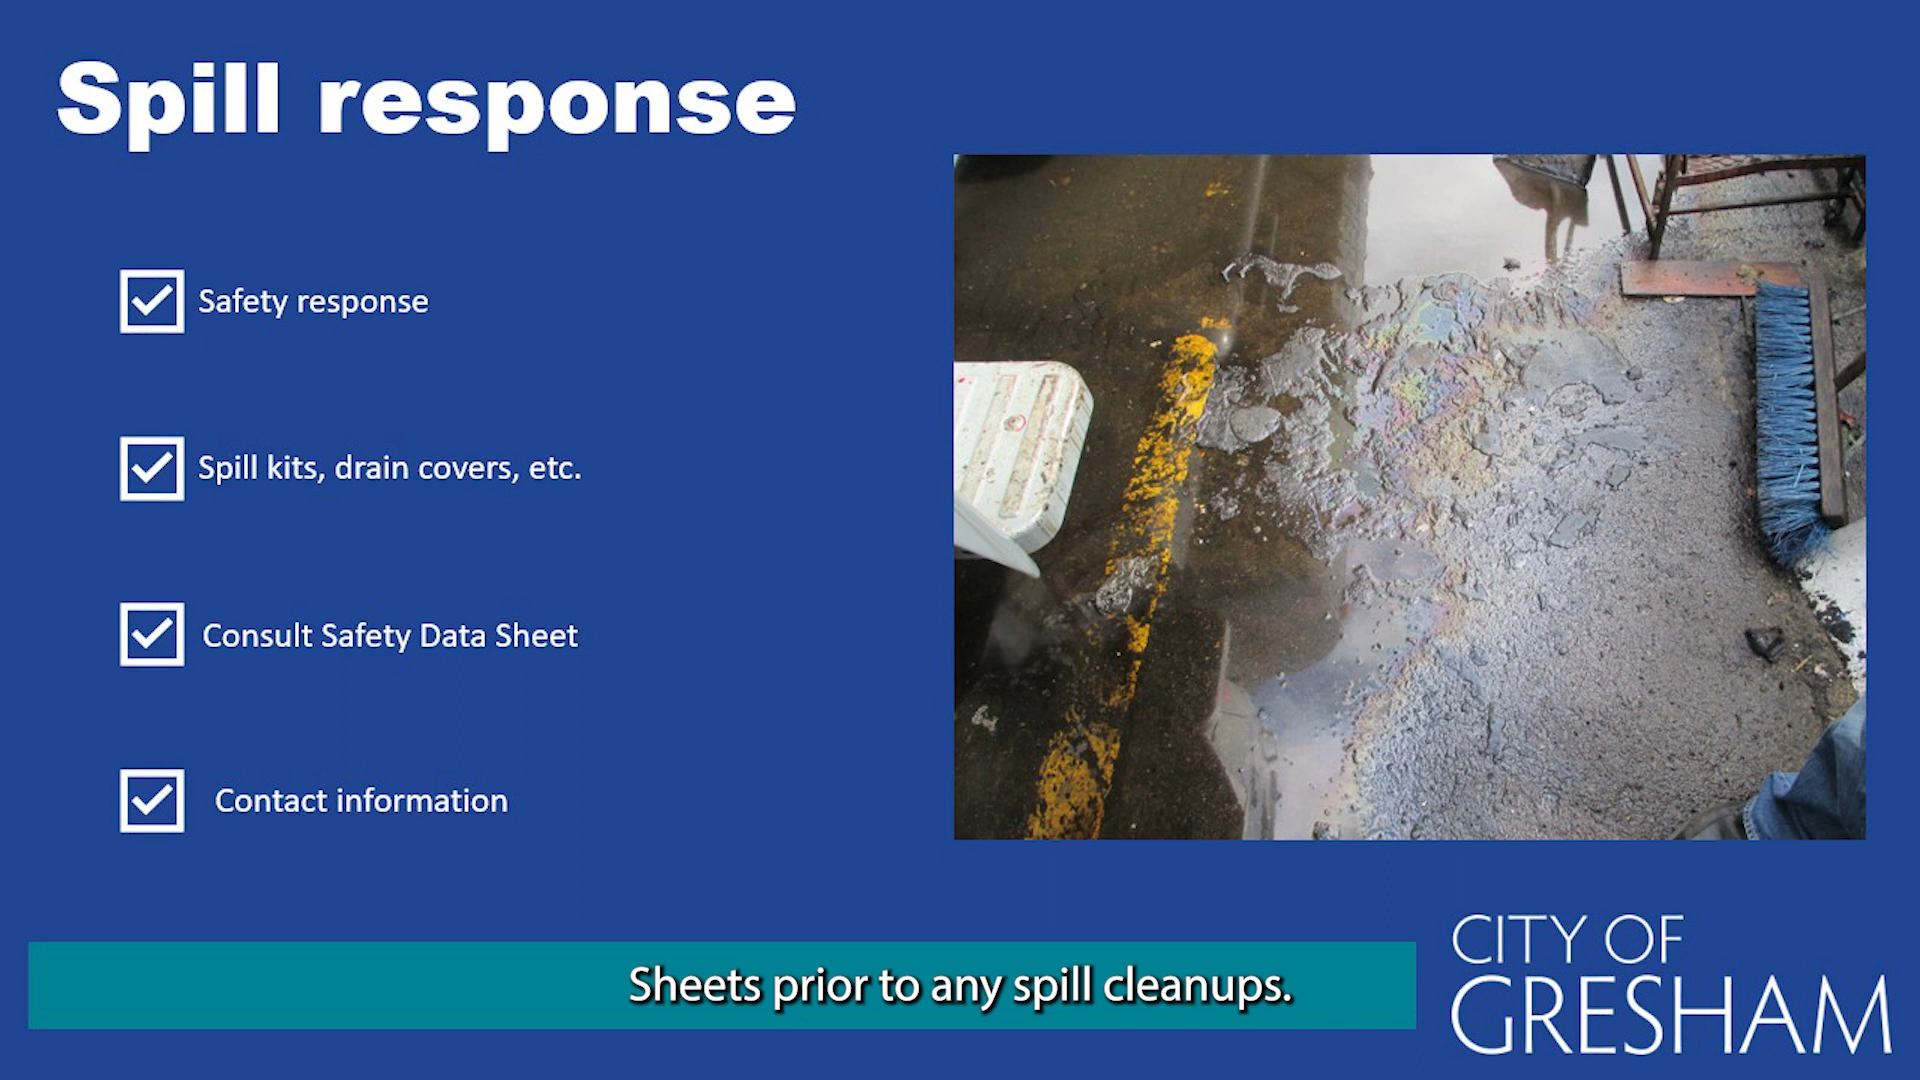 Spill response
Safety response
Spill kits, drain covers, etc.
Consult Safety Data Sheet
Contact information
Sheets prior to any spill cleanups.
CITY OF
GRESHAM